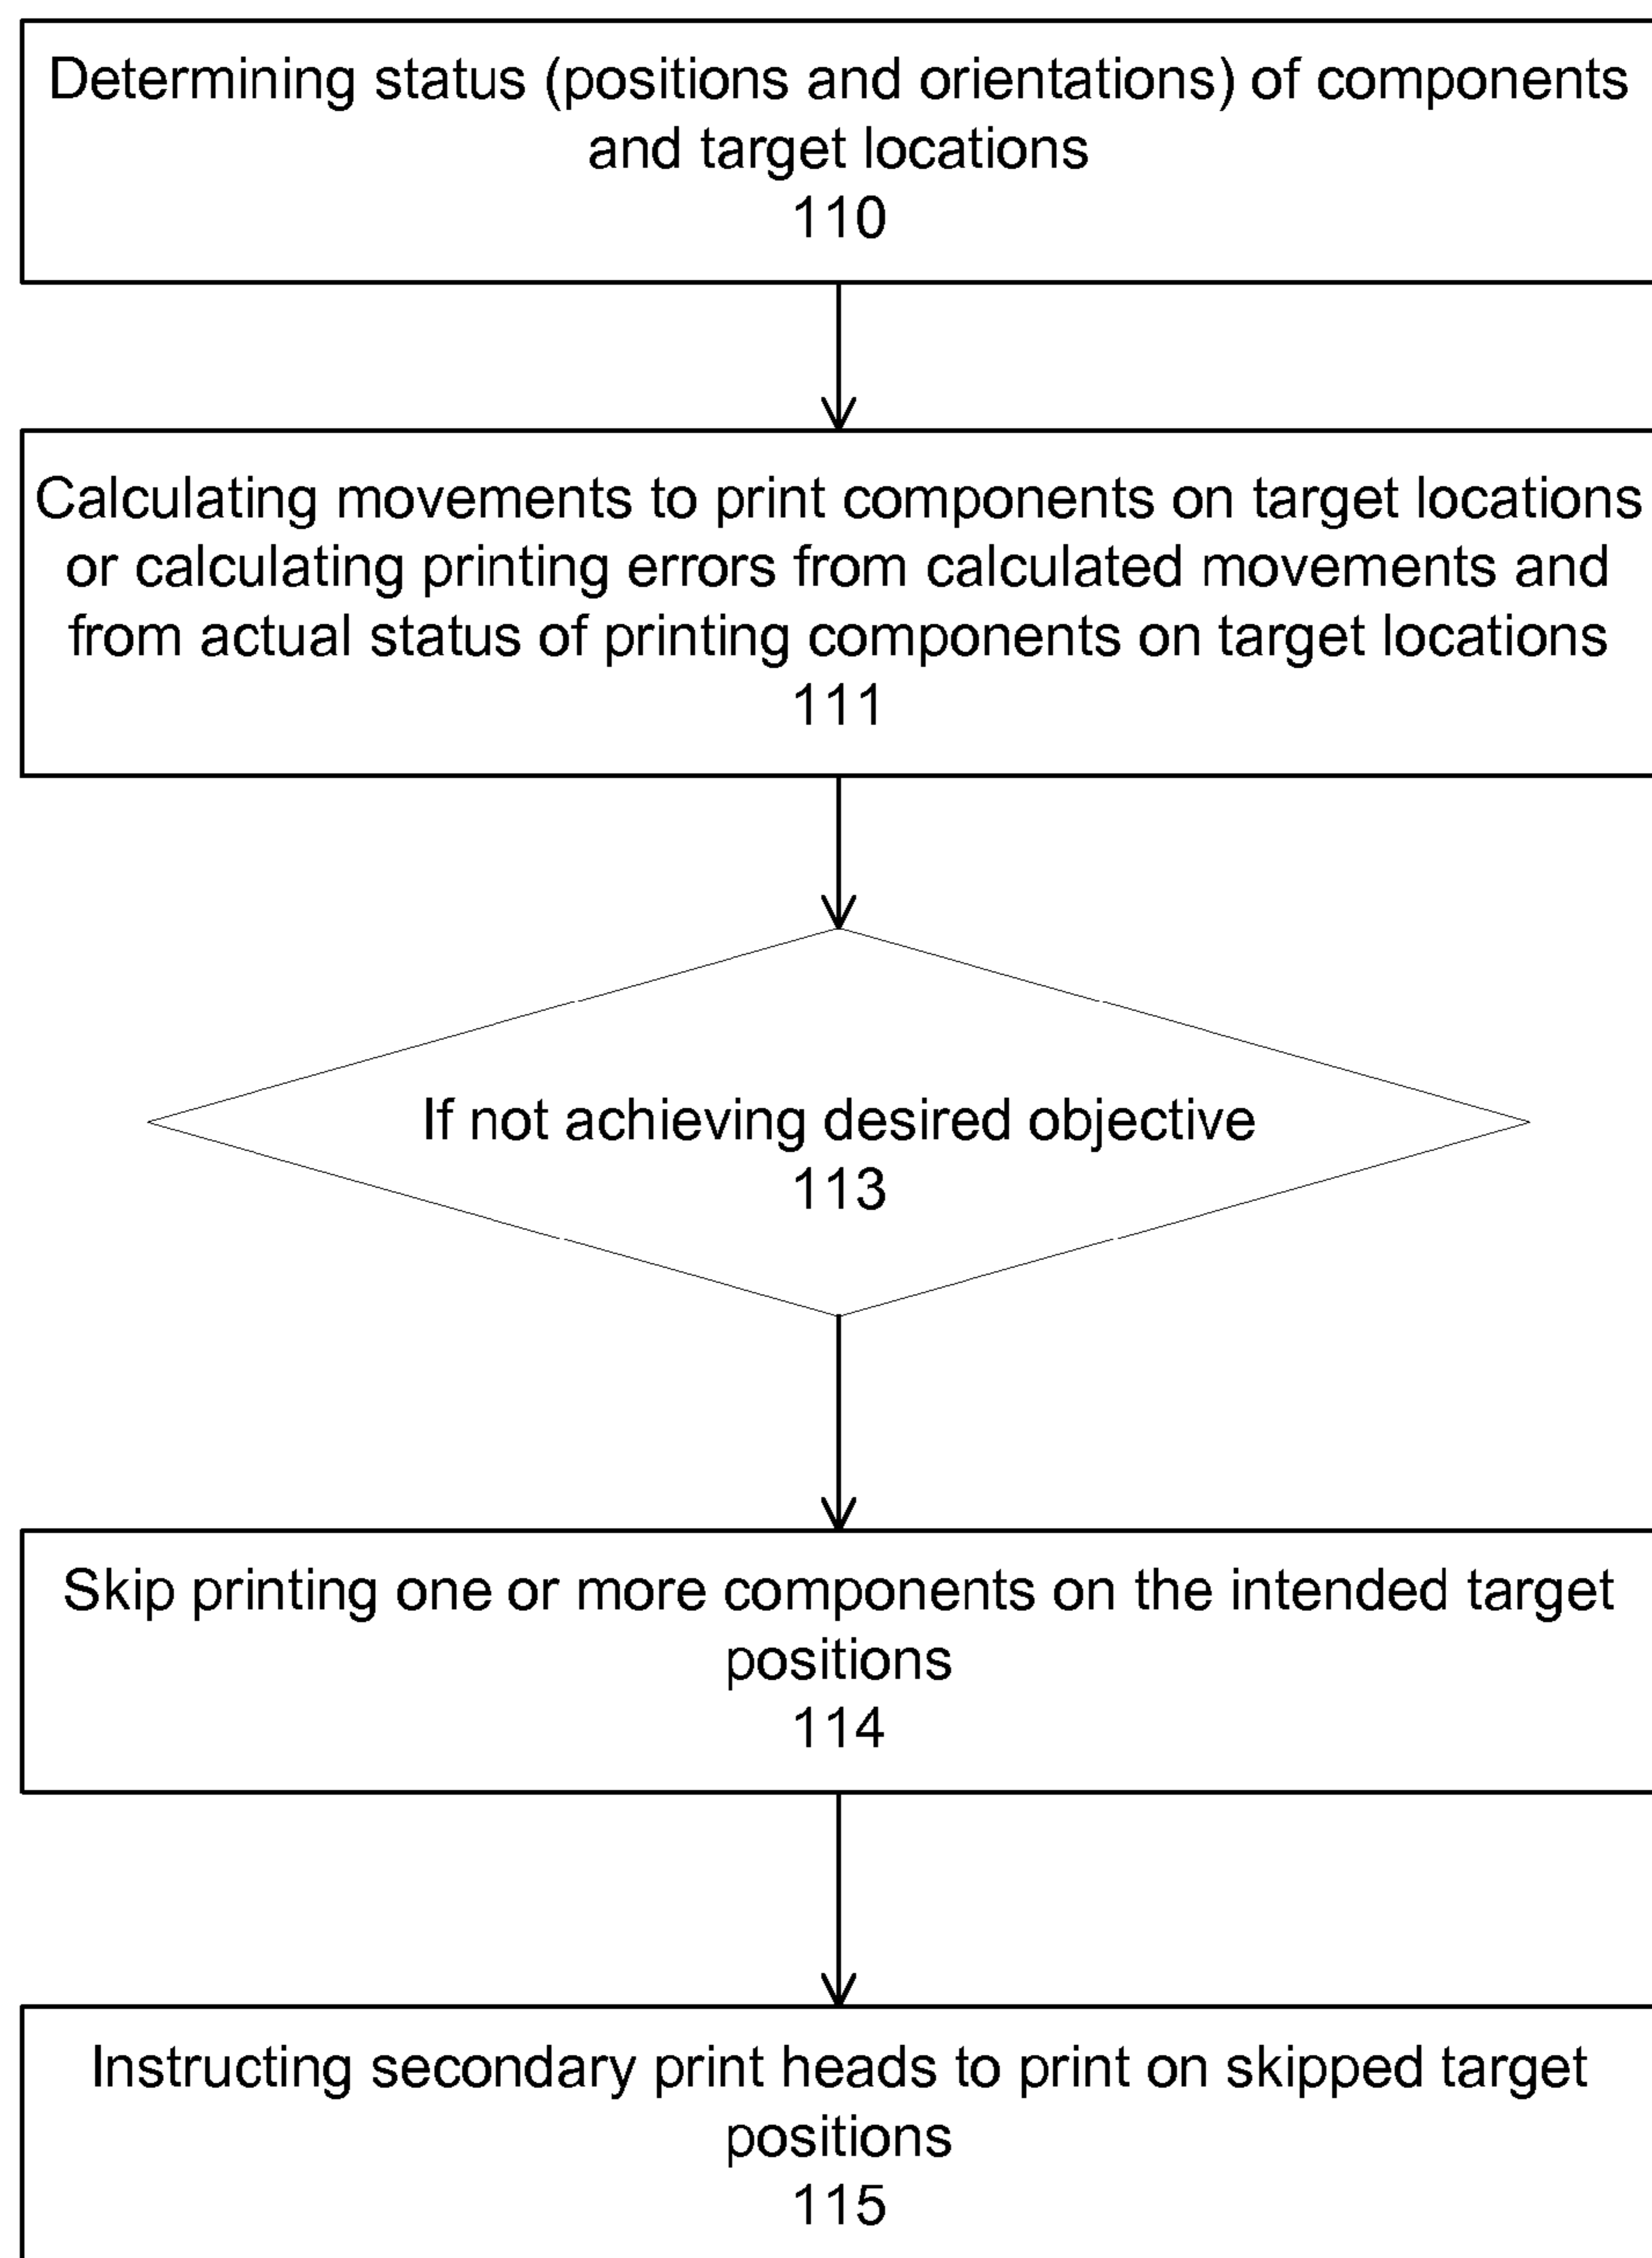 Determining status (positions and orientations) of components
and target locations
110
Calculating movements to print components on target locations
or calculating printing errors from calculated movements and
from actual status of printing components on target locations
111
If not achieving desired objective
113
Skip printing one or more components on the intended target
positions
114
Instructing secondary print heads to print on skipped target
positions
115